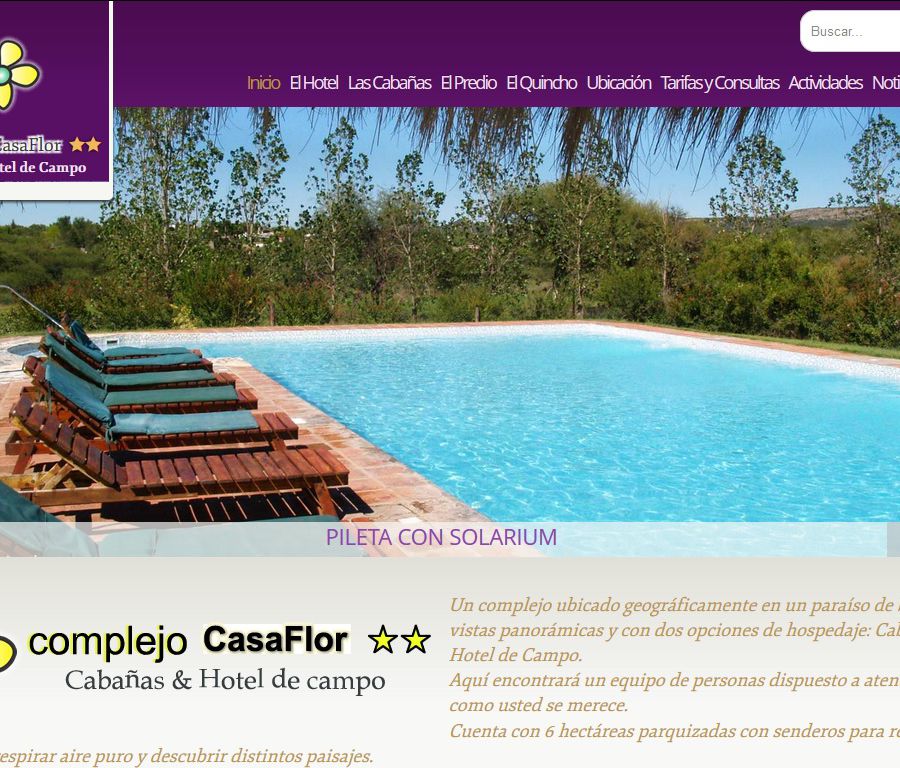 Buscar...
Inicio El Hotel Las Cabañas El Predio El Quincho Ubicación Tarifas y Consultas Actividades
CasaFlor
de Campo
PILETA CON SOLARIUM
complejo CasaFlor
Cabañas & Hotel de campo
Un complejo ubicado geográficamente en un paraíso de
vistas panorámicas y con dos opciones de hospedaje:
Hotel de Campo.
Aquí encontrará un equipo de personas dispuesto a
como usted se merece.
Cuenta con 6 hectáreas parquizadas con senderos para
respirar aire puro y descubrir distintos paisajes.